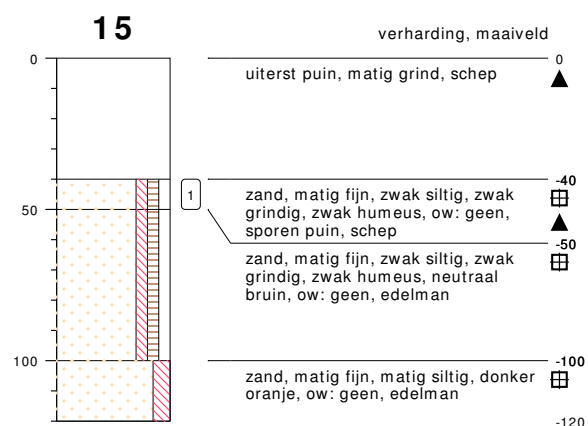 15
verharding, maaiveld
0
0
uiterst puin, matig grind, schep
-40
1
zand, matig fijn, zwak siltig, zwak
grindig, zwak humeus, ow: geen,
sporen puin, schep
50
-50
zand, matig fijn, zwak siltig, zwak
grindig, zwak humeus, neutraal
bruin, ow: geen, edelman
100
-100
zand, matig fijn, matig siltig, donker
oranje, ow: geen, edelman
-120